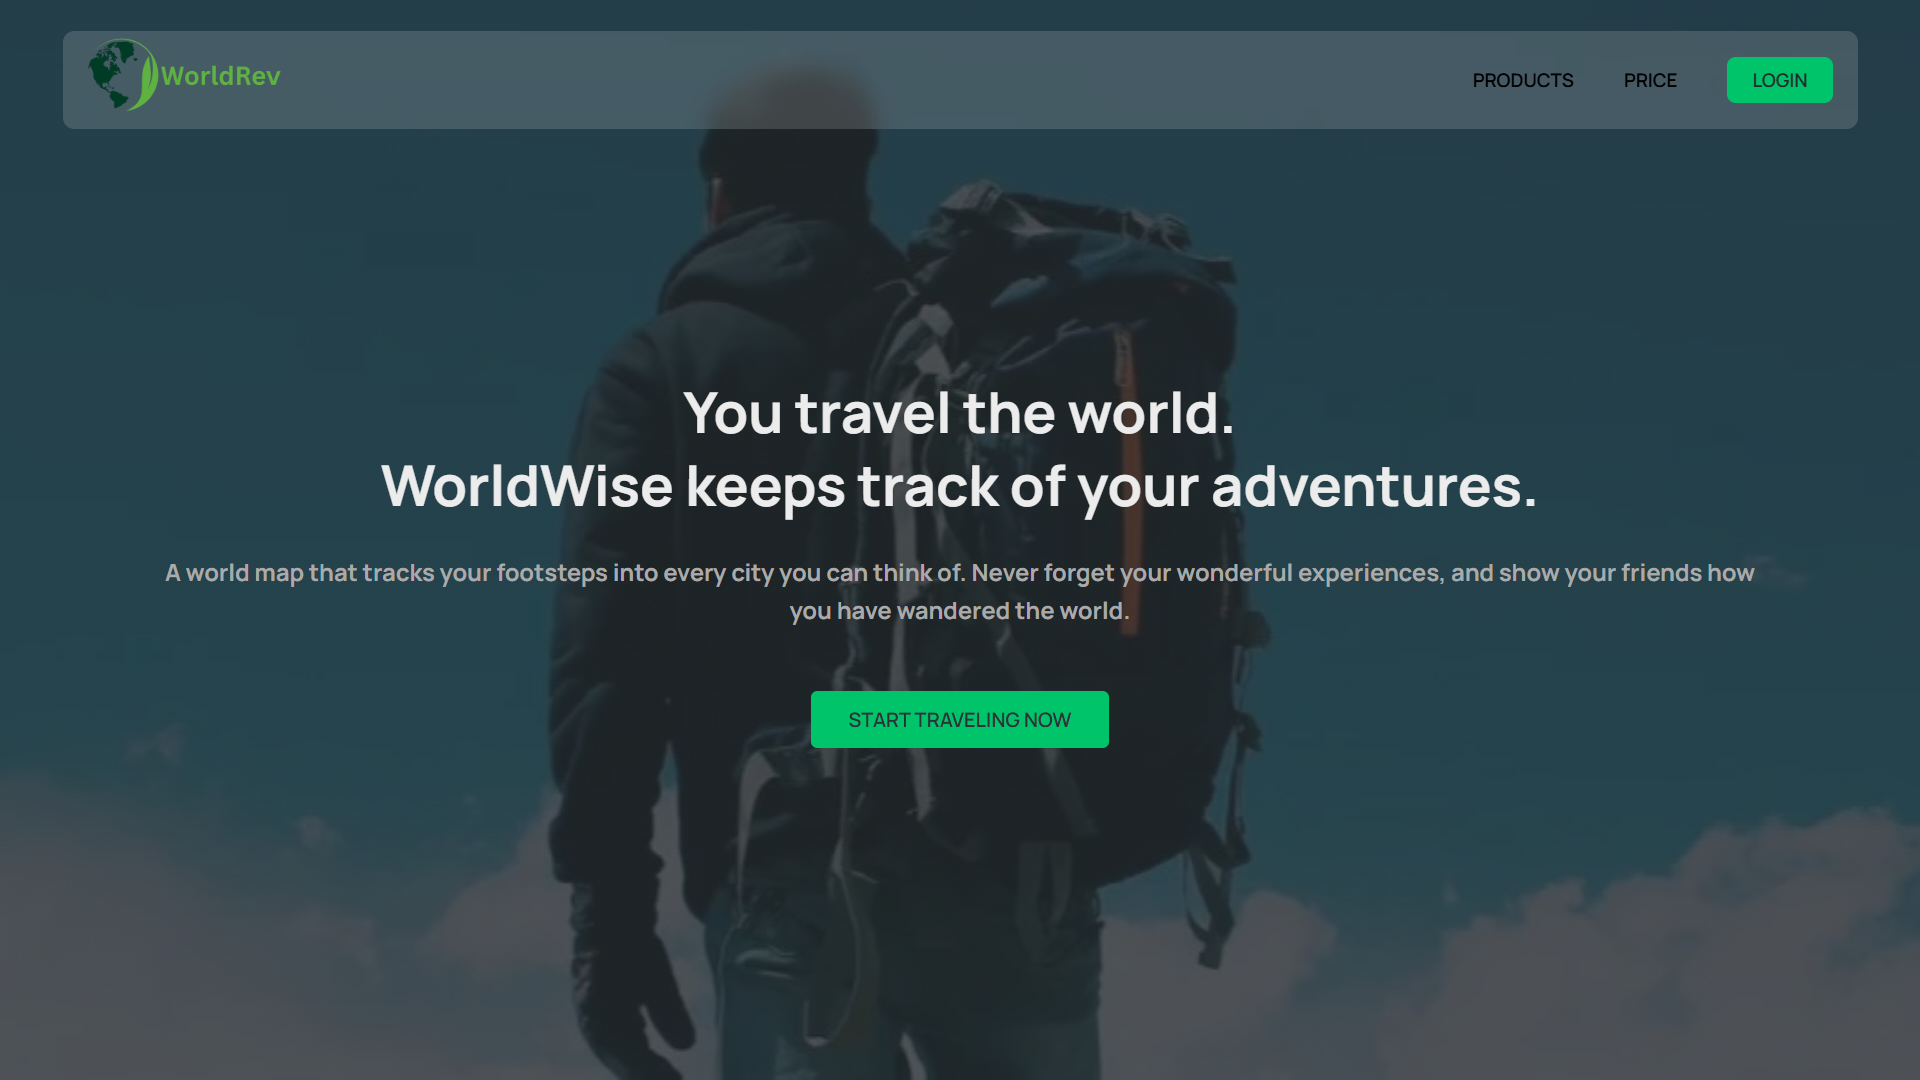 WorldRev
PRODUCTS
PRICE
LOGIN
You travel the world.
WorldWise keeps track of your adventures.
A world map that tracks your footsteps into every city you can think of. Never forget your wonderful experiences, and show your friends how
you have wandered the world.
START TRAVELING NOW